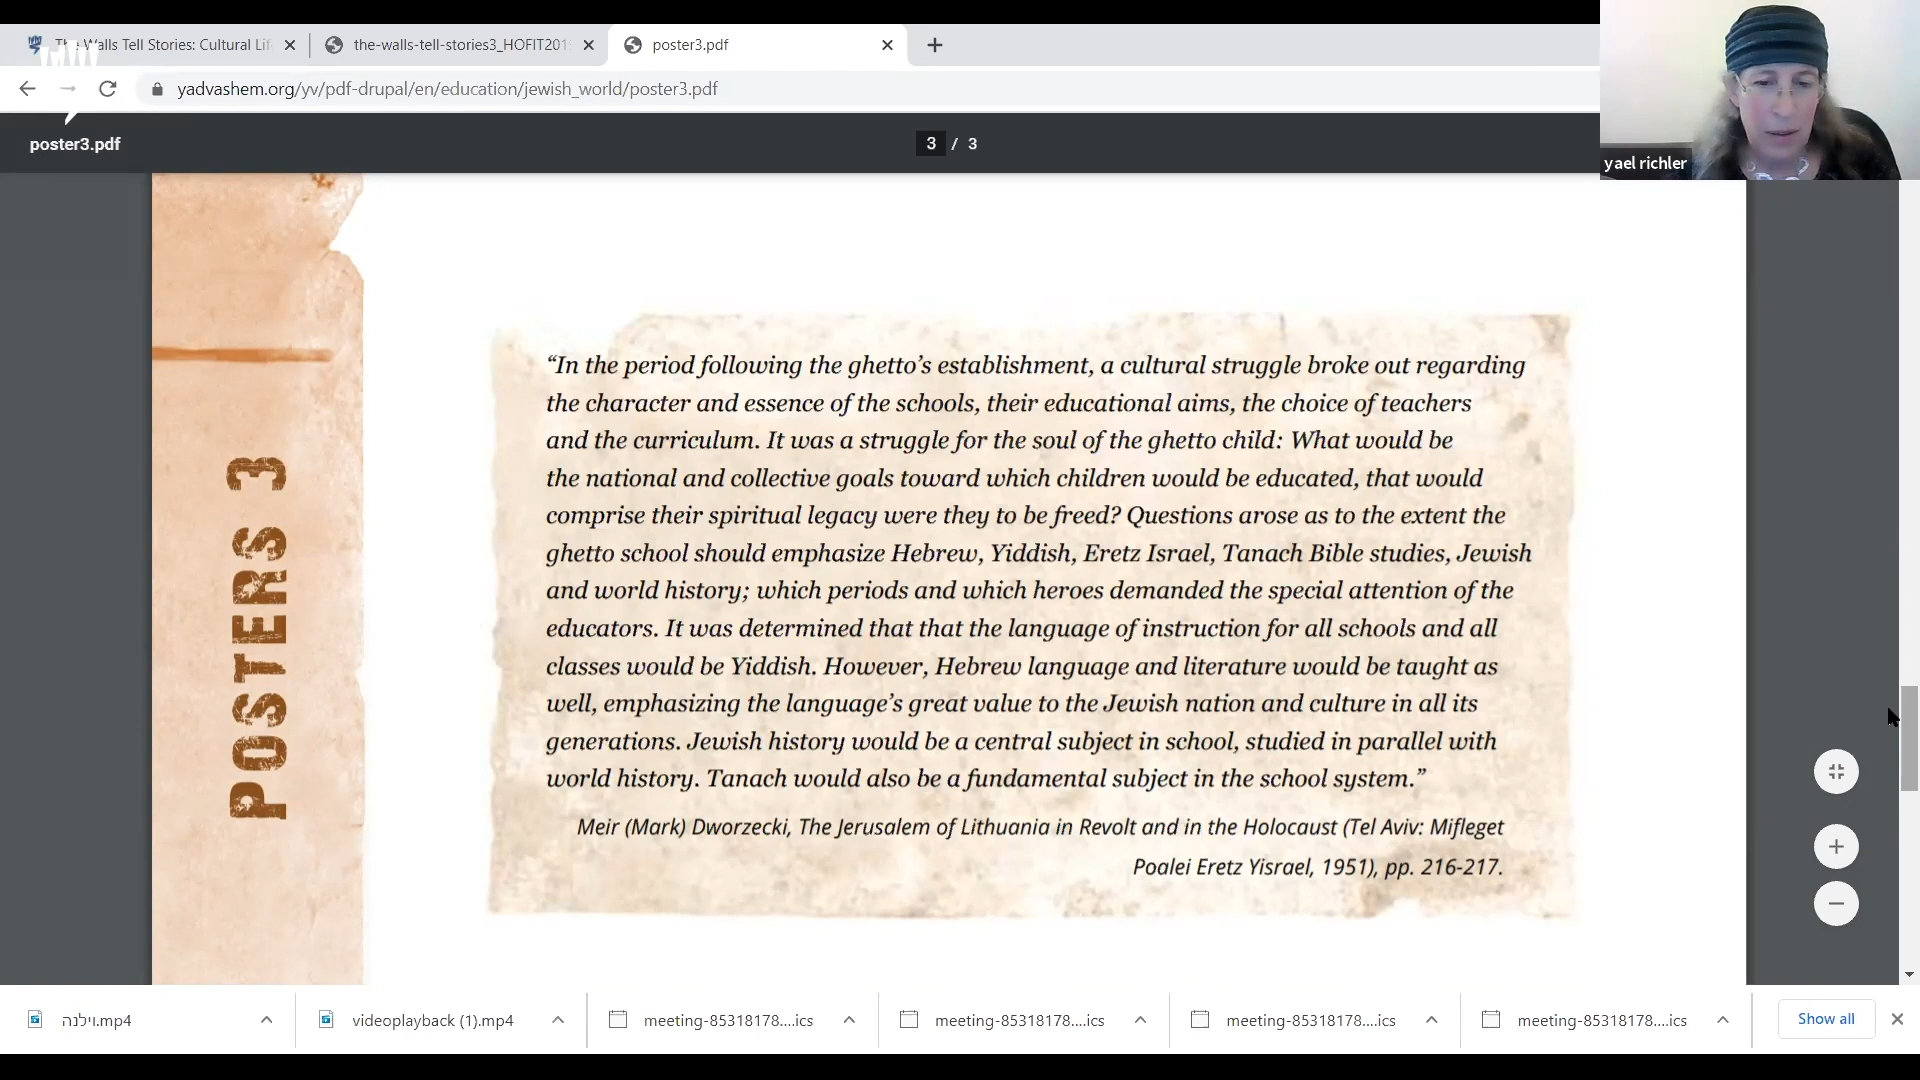 The Walls Tell Stories: Cultural Lif
the-walls-tell-stories3_HOFIT201
poster3.pdf
yadvashem.org/yv/pdf-drupal/en/education/jewish_world/poster3.pdf
poster3.pdf
3 / 3
yael richler
POSTERS 3
“In the period following the ghetto’s establishment, a cultural struggle broke out regarding
the character and essence of the schools, their educational aims, the choice of teachers
and the curriculum. It was a struggle for the soul of the ghetto child: What would be
the national and collective goals toward which children would be educated, that would
comprise their spiritual legacy were they to be freed? Questions arose as to the extent the
ghetto school should emphasize Hebrew, Yiddish, Eretz Israel, Tanach Bible studies, Jewish
and world history; which periods and which heroes demanded the special attention of the
educators. It was determined that that the language of instruction for all schools and all
classes would be Yiddish. However, Hebrew language and literature would be taught as
well, emphasizing the language’s great value to the Jewish nation and culture in all its
generations. Jewish history would be a central subject in school, studied in parallel with
world history. Tanach would also be a fundamental subject in the school system.”
Meir (Mark) Dworzecki, The Jerusalem of Lithuania in Revolt and in the Holocaust (Tel Aviv: Mifleget
Poalei Eretz Yisrael, 1951), pp. 216-217.
וילנה.mp4
videoplayback (1).mp4
meeting-85318178....ics
meeting-85318178....ics
meeting-85318178....ics
meeting-85318178....ics
Show all